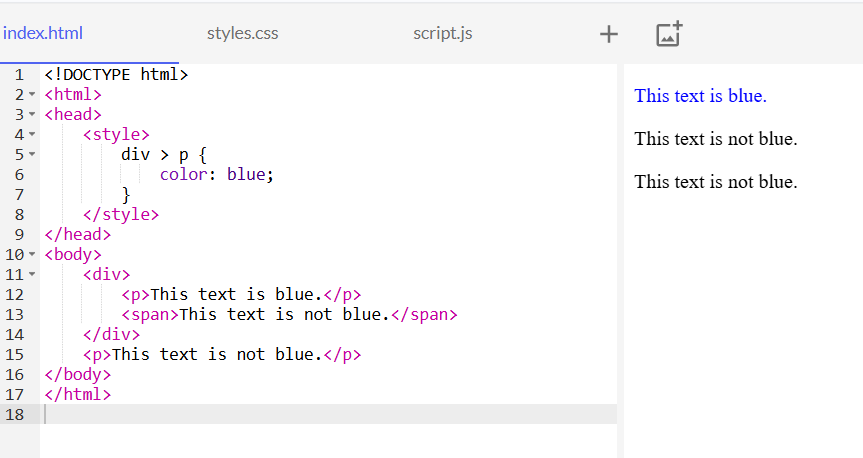 index.html styles.css script.js +
1 <!DOCTYPE html>
2 <html>
3 <head>
4     <style>
5         div > p {
6             color: blue;
7         }
8     </style>
9 </head>
10 <body>
11     <div>
12         <p>This text is blue.</p>
13         <span>This text is not blue.</span>
14     </div>
15     <p>This text is not blue.</p>
16 </body>
17 </html>
18
This text is blue.
This text is not blue.
This text is not blue.